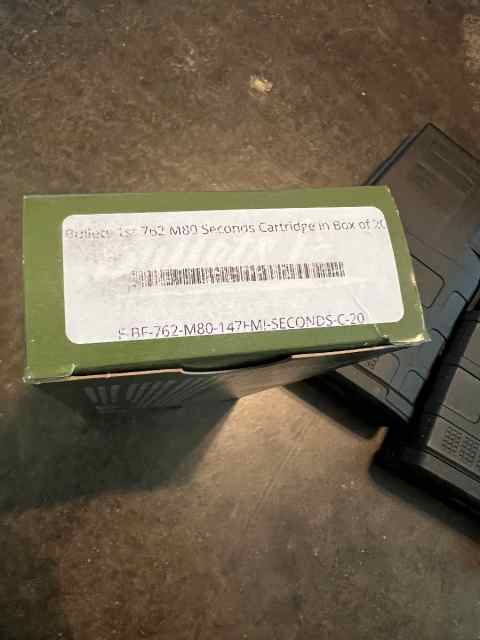 Bullets 1st 762 M80 Seconds Cartridge in Box of 20
BF-762-M80-147FMJ-SECONDS-C-20